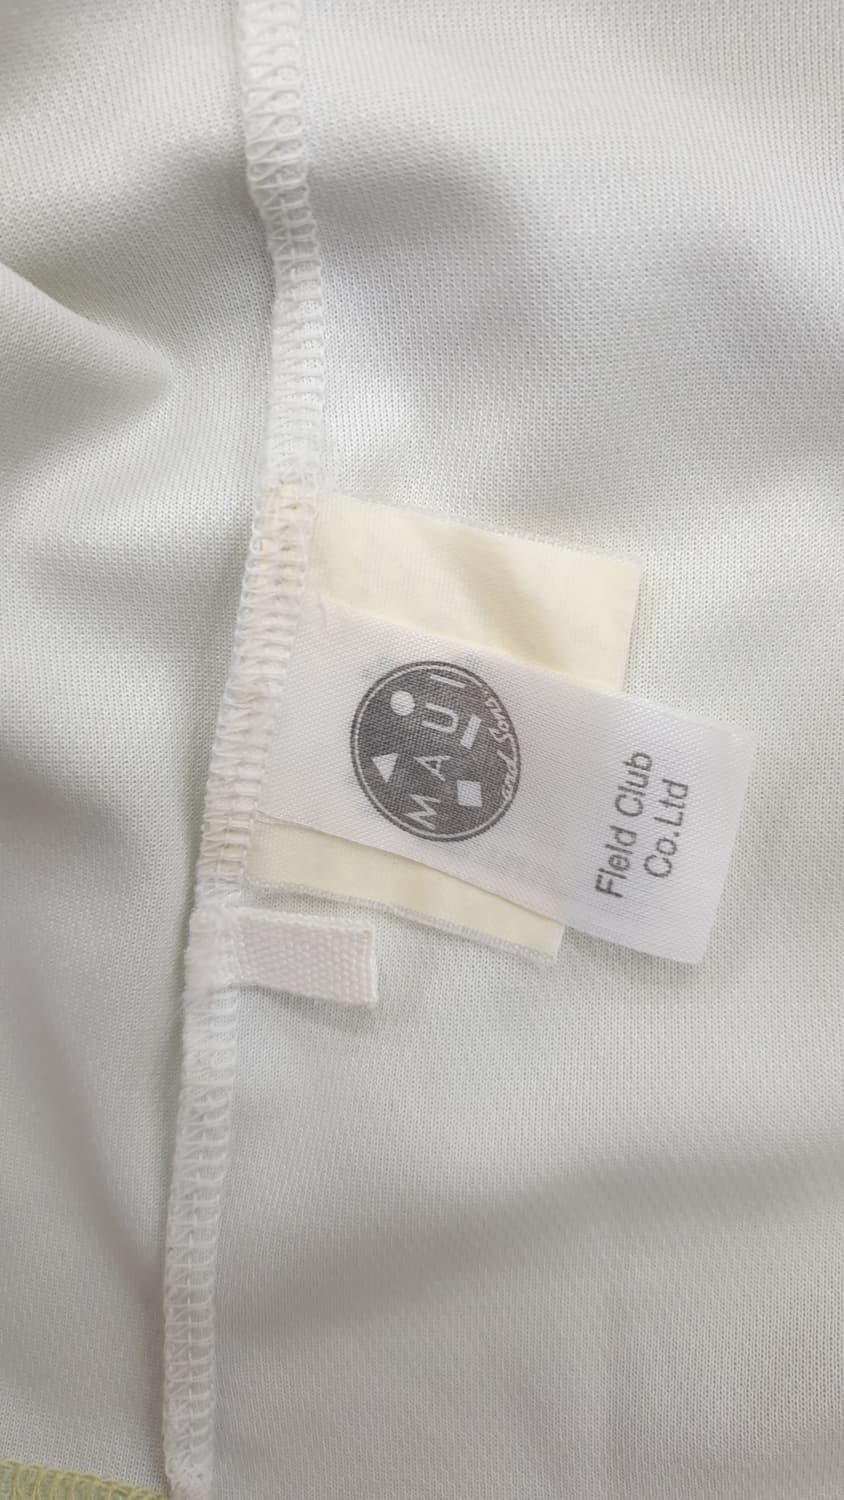 MAUI
and Sons
Field Club
Co.Ltd